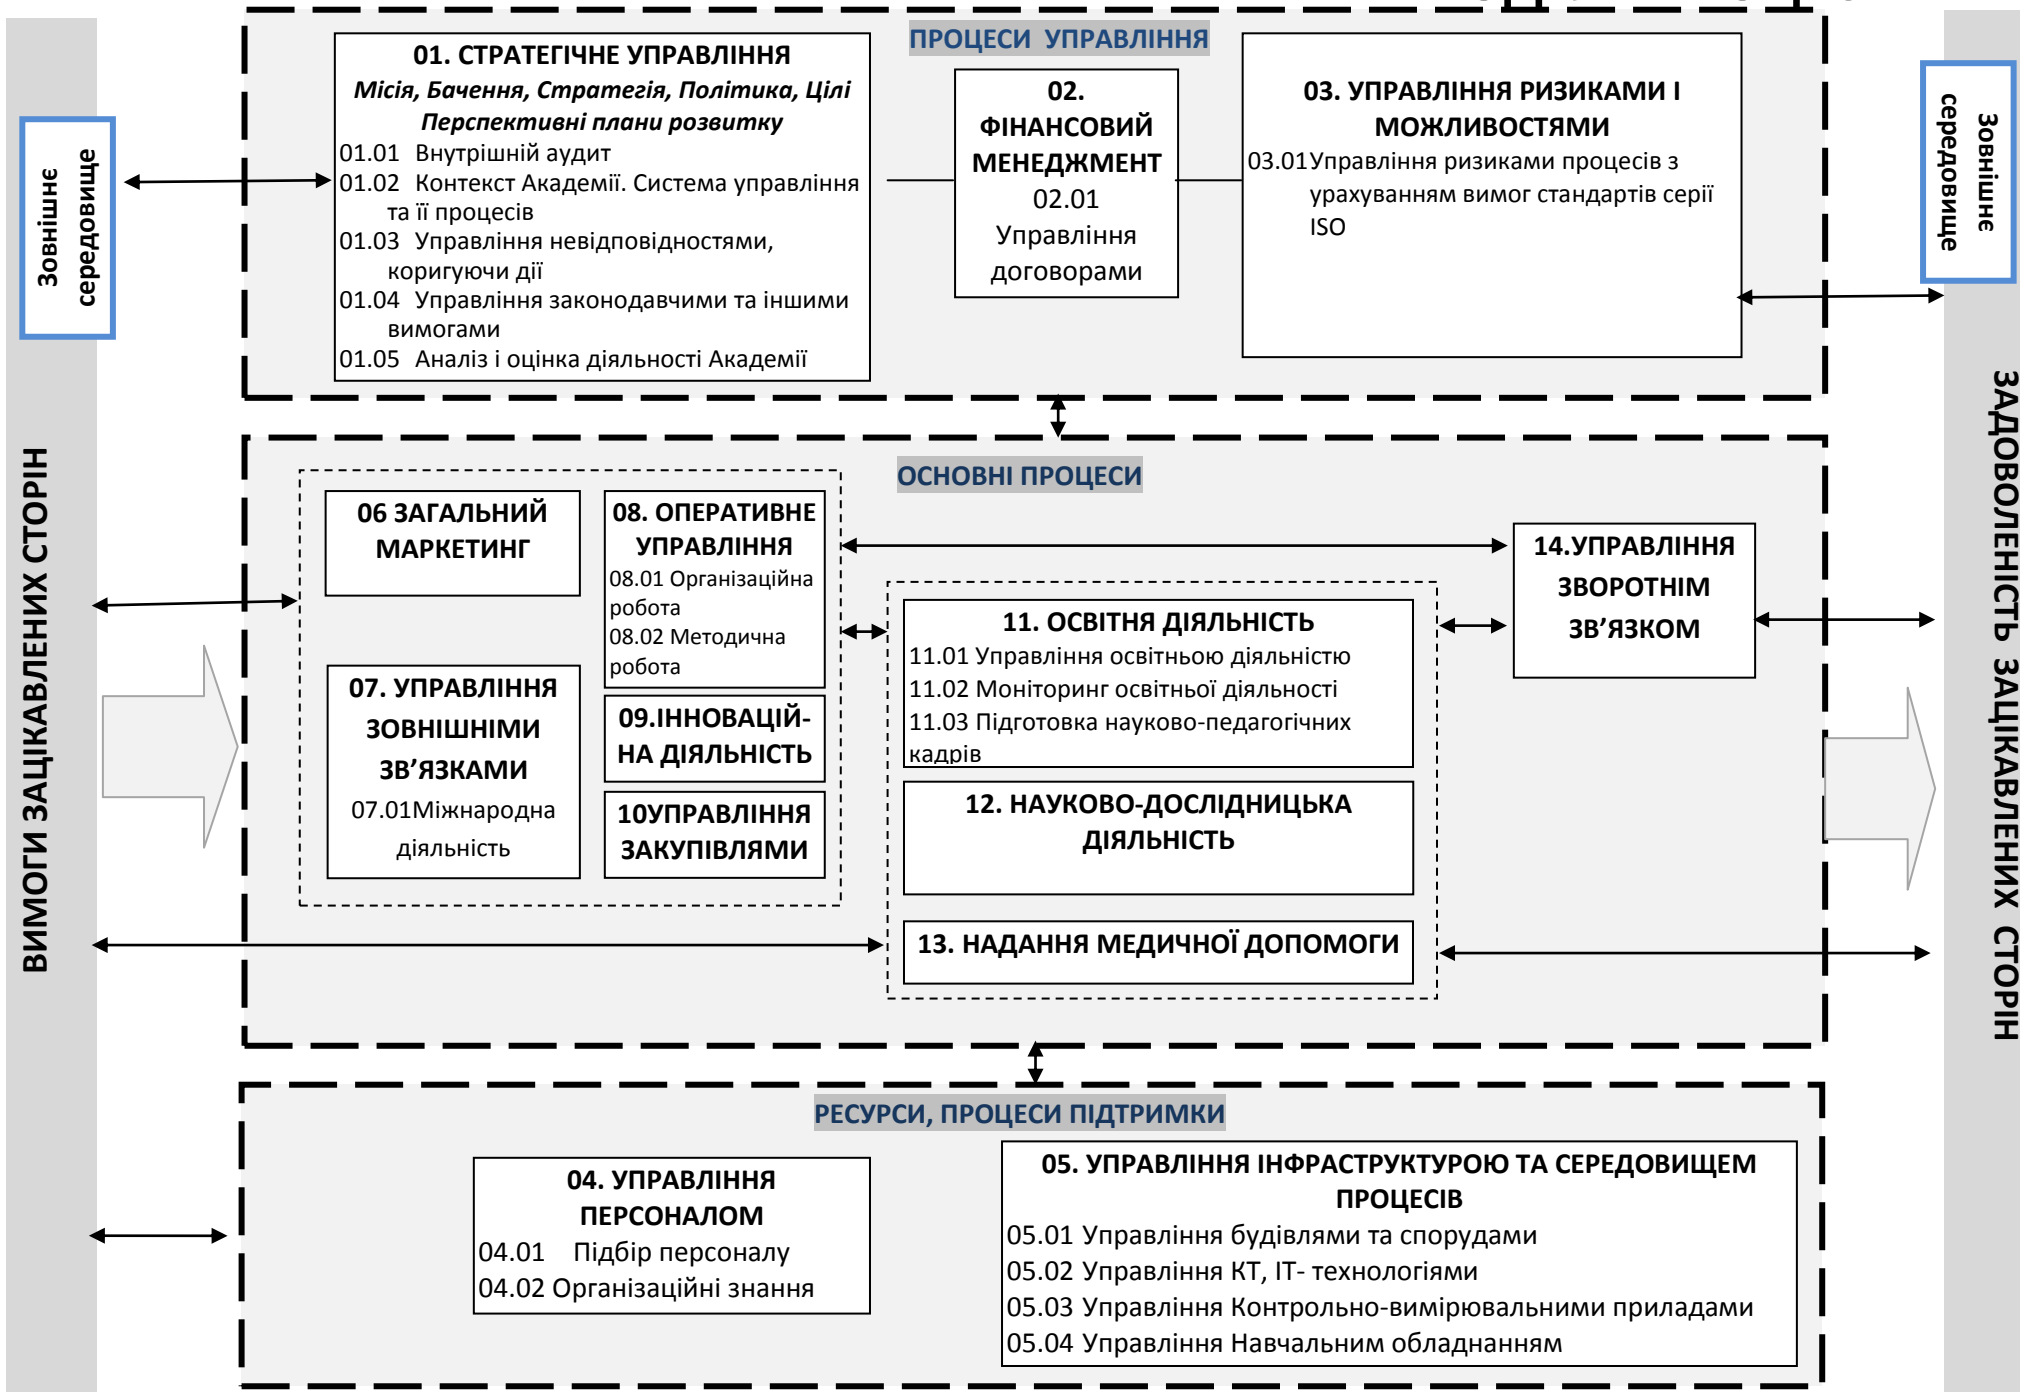 ПРОЦЕСИ УПРАВЛІННЯ
01. СТРАТЕГІЧНЕ УПРАВЛІННЯ
Місія, Бачення, Стратегія, Політика, Цілі
Перспективні плани розвитку
01.01 Внутрішній аудит
01.02 Контекст Академії. Система управління
та її процесів
01.03 Управління невідповідностями,
коригуючи дії
01.04 Управління законодавчими та іншими
вимогами
01.05 Аналіз і оцінка діяльності Академії
02.
ФІНАНСОВИЙ
МЕНЕДЖМЕНТ
02.01
Управління
договорами
03. УПРАВЛІННЯ РИЗИКАМИ І
МОЖЛИВОСТЯМИ
03.01Управління ризиками процесів з
урахуванням вимог стандартів серії
ISO
Зовнішнє
середовище
Зовнішнє
середовище
ВИМОГИ ЗАЦІКАВЛЕНИХ СТОРІН
ЗАДОВОЛЕНІСТЬ ЗАЦІКАВЛЕНИХ СТОРІН
ОСНОВНІ ПРОЦЕСИ
06 ЗАГАЛЬНИЙ
МАРКЕТИНГ
07. УПРАВЛІННЯ
ЗОВНІШНІМИ
ЗВ’ЯЗКАМИ
07.01Міжнародна
діяльність
08. ОПЕРАТИВНЕ
УПРАВЛІННЯ
08.01 Організаційна
робота
08.02 Методична
робота
09.ІННОВАЦІЙ-
НА ДІЯЛЬНІСТЬ
10УПРАВЛІННЯ
ЗАКУПІВЛЯМИ
11. ОСВІТНЯ ДІЯЛЬНІСТЬ
11.01 Управління освітньою діяльністю
11.02 Моніторинг освітньої діяльності
11.03 Підготовка науково-педагогічних
кадрів
12. НАУКОВО-ДОСЛІДНИЦЬКА
ДІЯЛЬНІСТЬ
13. НАДАННЯ МЕДИЧНОЇ ДОПОМОГИ
14.УПРАВЛІННЯ
ЗВОРОТНІМ
ЗВ’ЯЗКОМ
РЕСУРСИ, ПРОЦЕСИ ПІДТРИМКИ
04. УПРАВЛІННЯ
ПЕРСОНАЛОМ
04.01 Підбір персоналу
04.02 Організаційні знання
05. УПРАВЛІННЯ ІНФРАСТРУКТУРОЮ ТА СЕРЕДОВИЩЕМ
ПРОЦЕСІВ
05.01 Управління будівлями та спорудами
05.02 Управління КТ, ІТ- технологіями
05.03 Управління Контрольно-вимірювальними приладами
05.04 Управління Навчальним обладнанням